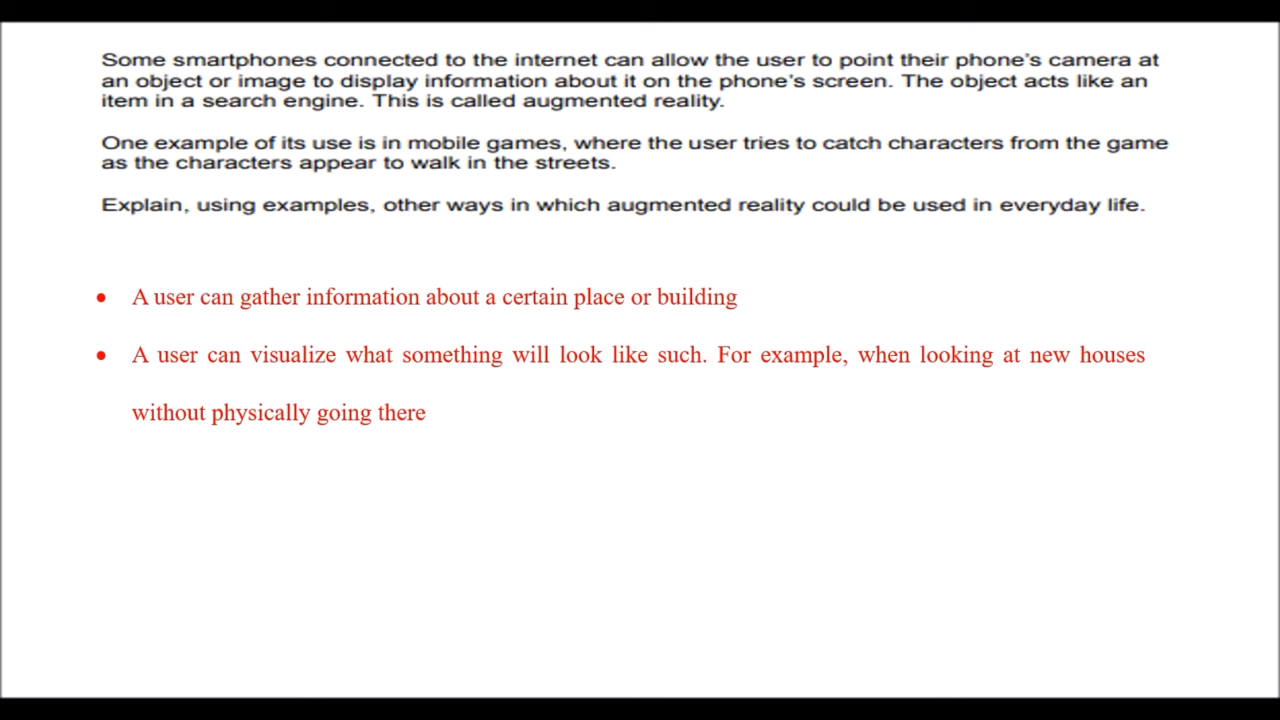 Some smartphones connected to the internet can allow the user to point their phone's camera at
an object or image to display information about it on the phone's screen. The object acts like an
item in a search engine. This is called augmented reality.
One example of its use is in mobile games, where the user tries to catch characters from the game
as the characters appear to walk in the streets.
Explain, using examples, other ways in which augmented reality could be used in everyday life.
• A user can gather information about a certain place or building
• A user can visualize what something will look like such. For example, when looking at new houses
without physically going there